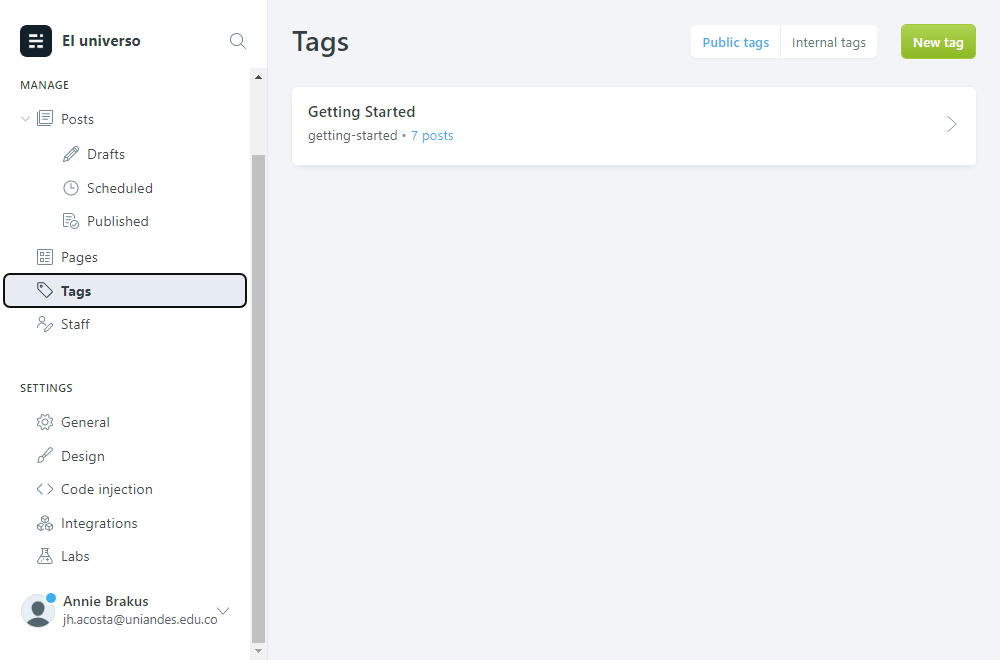 El universo
MANAGE
Posts
Drafts
Scheduled
Published
Pages
Tags
Staff
SETTINGS
General
Design
Code injection
Integrations
Labs
Annie Brakus
jh.acosta@uniandes.edu.co
Tags
Public tags
Internal tags
New tag
Getting Started
getting-started • 7 posts